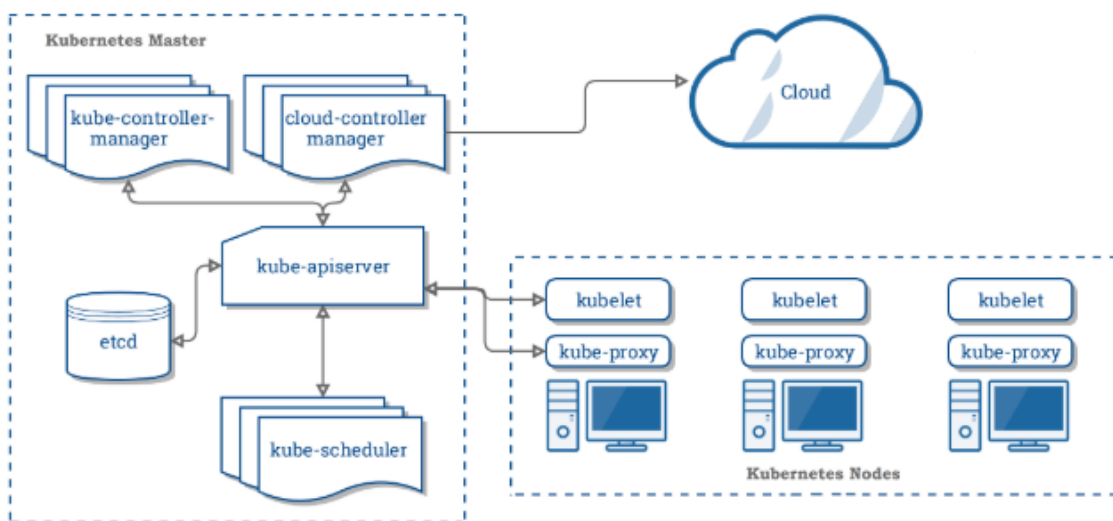 Kubernetes Master
kube-controller-
manager
cloud-controller
manager
Cloud
kube-apiserver
etcd
kube-scheduler
kubelet
kubelet
kubelet
kube-proxy
kube-proxy
kube-proxy
Kubernetes Nodes